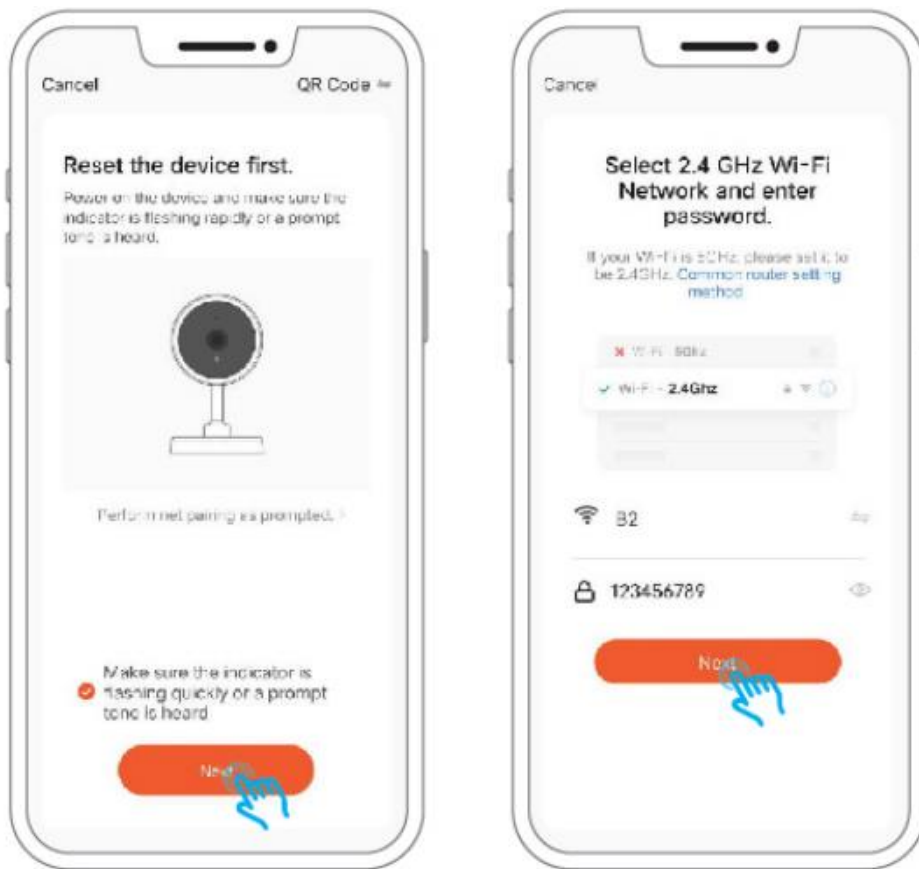 Cancel
QR Code
Reset the device first.
Power on the device and make sure the
indicator is flashing rapidly or a prompt
tone is heard.
Perform net pairing as prompted. >
Make sure the indicator is
flashing quickly or a prompt
tone is heard
Next
Cancel
Select 2.4 GHz Wi-Fi
Network and enter
password.
If your Wi-Fi is 5GHz, please set it to
be 2.4GHz. Common router setting
method
Wi-Fi - 5Ghz
Wi-Fi - 2.4Ghz
B2
123456789
Next